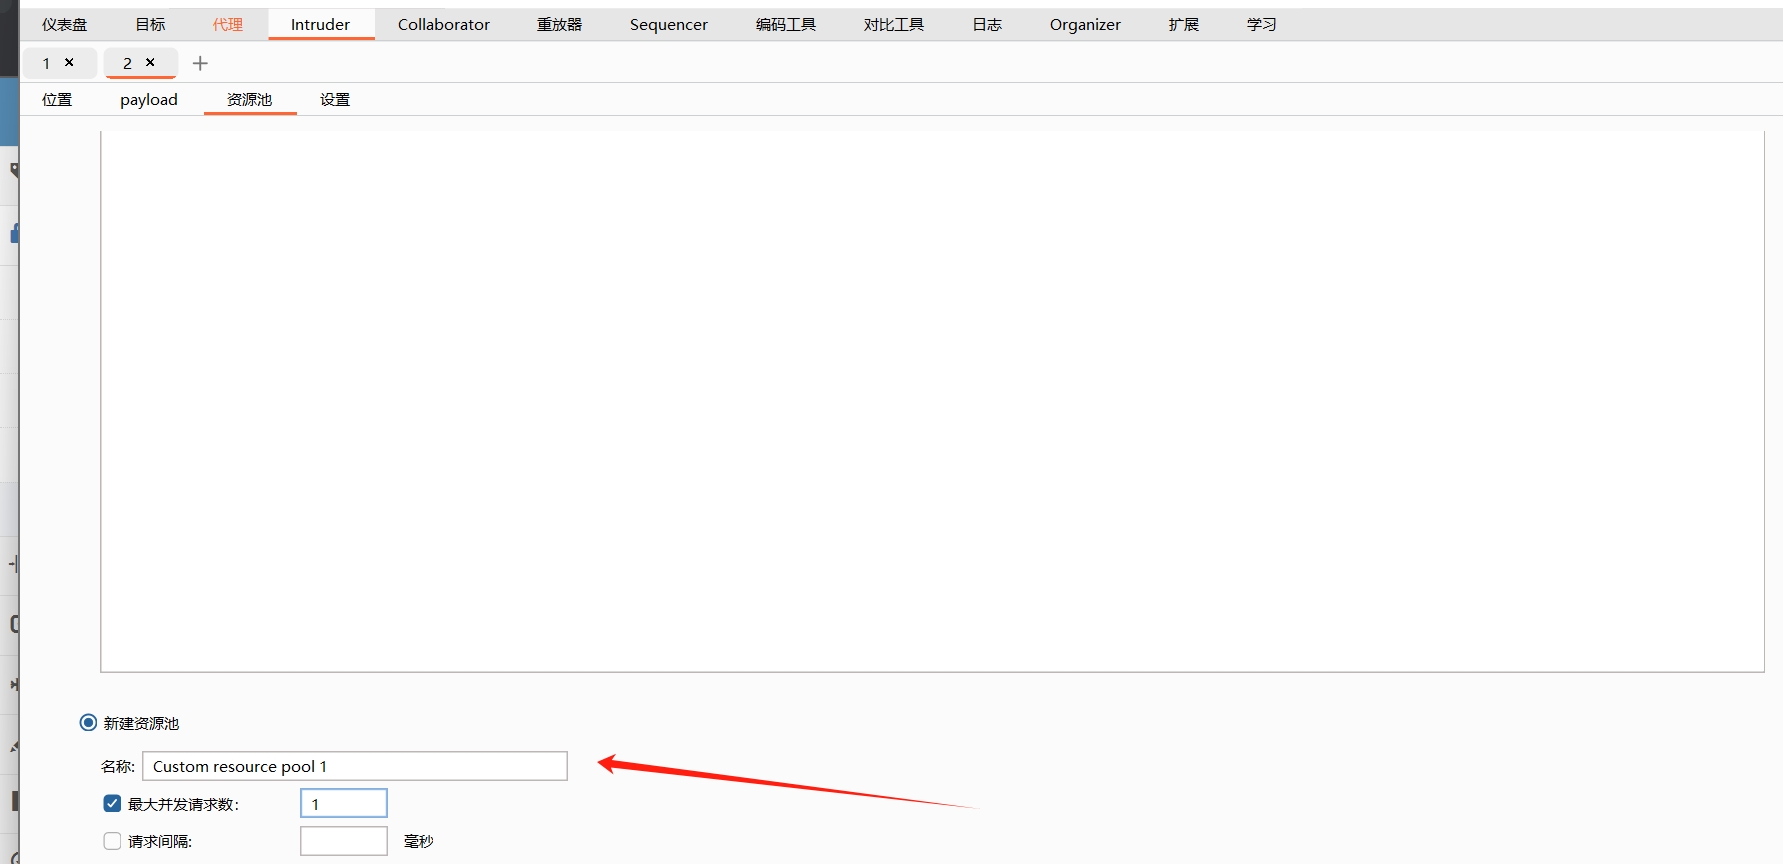 仪表盘 目标 代理 Intruder Collaborator 重放器 Sequencer 编码工具 对比工具 日志 Organizer 扩展 学习
1 × 2 × +
位置 payload 资源池 设置
新建资源池
名称: Custom resource pool 1
最大并发请求数: 1
请求间隔: 毫秒